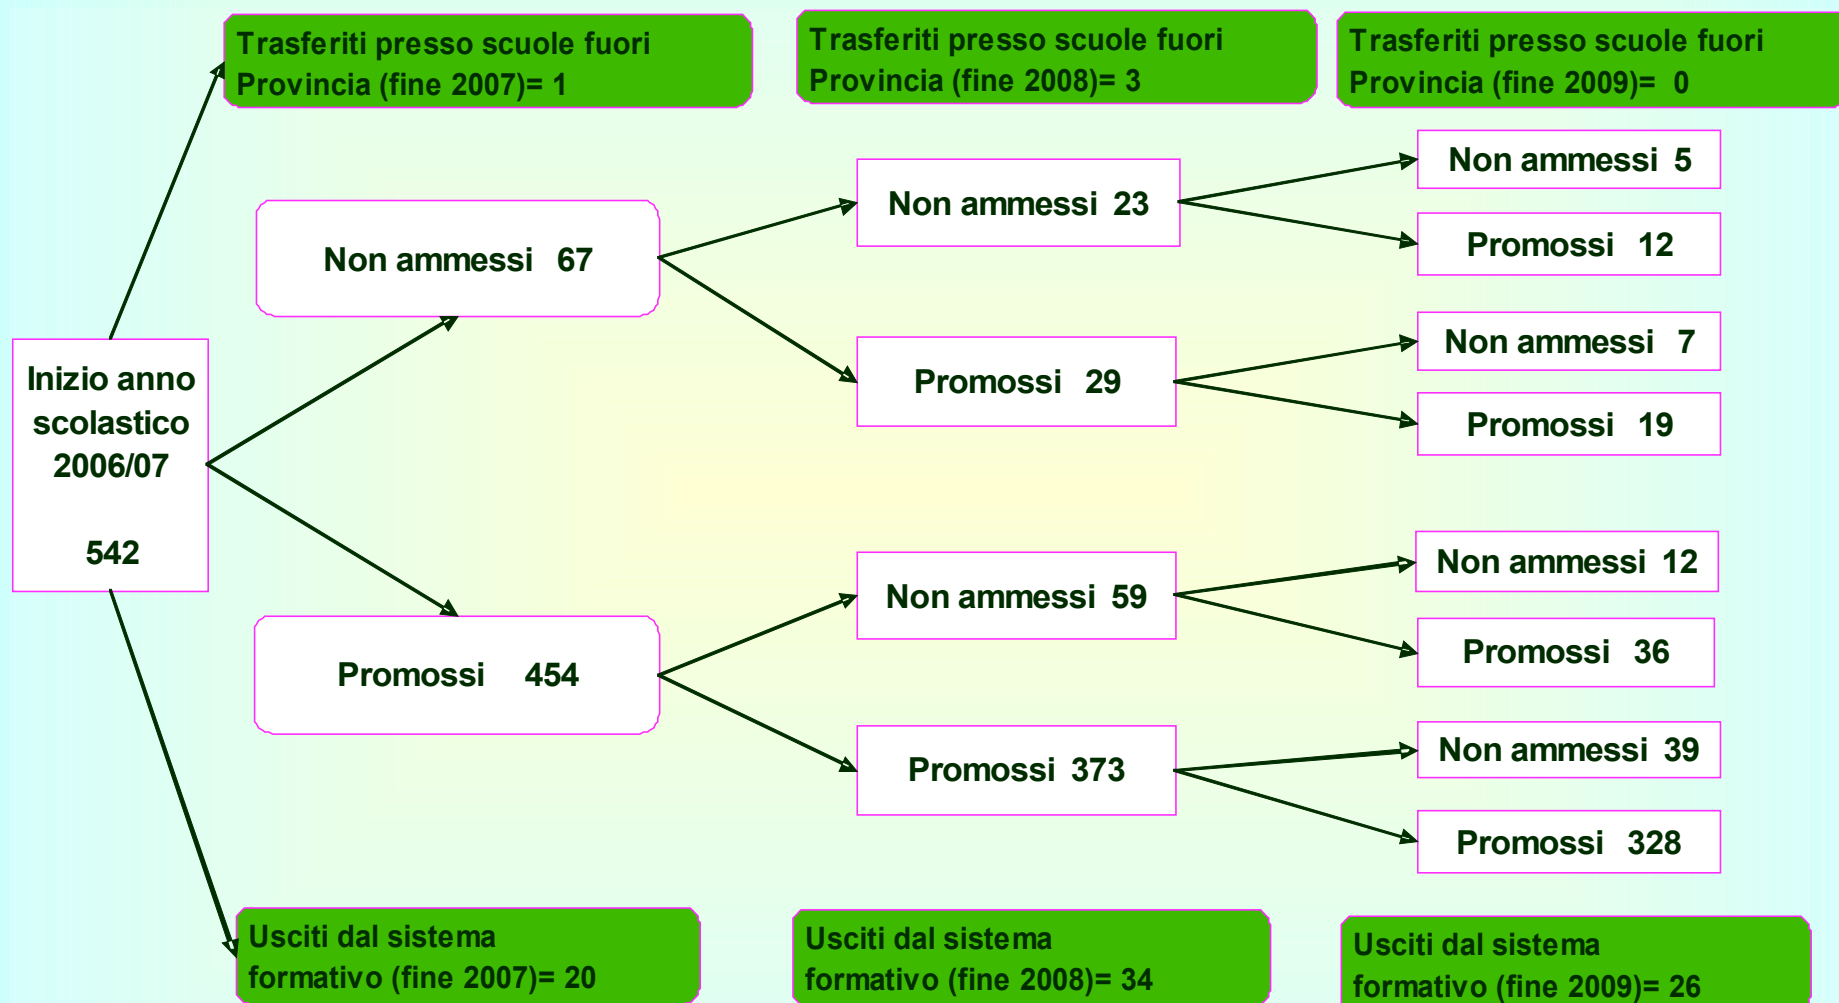 Trasferiti presso scuole fuori
Provincia (fine 2007)= 1
Trasferiti presso scuole fuori
Provincia (fine 2008)= 3
Trasferiti presso scuole fuori
Provincia (fine 2009)= 0
Inizio anno
scolastico
2006/07
542
Non ammessi 67
Promossi 454
Non ammessi 23
Promossi 29
Non ammessi 59
Promossi 373
Non ammessi 5
Promossi 12
Non ammessi 7
Promossi 19
Non ammessi 12
Promossi 36
Non ammessi 39
Promossi 328
Usciti dal sistema
formativo (fine 2007)= 20
Usciti dal sistema
formativo (fine 2008)= 34
Usciti dal sistema
formativo (fine 2009)= 26